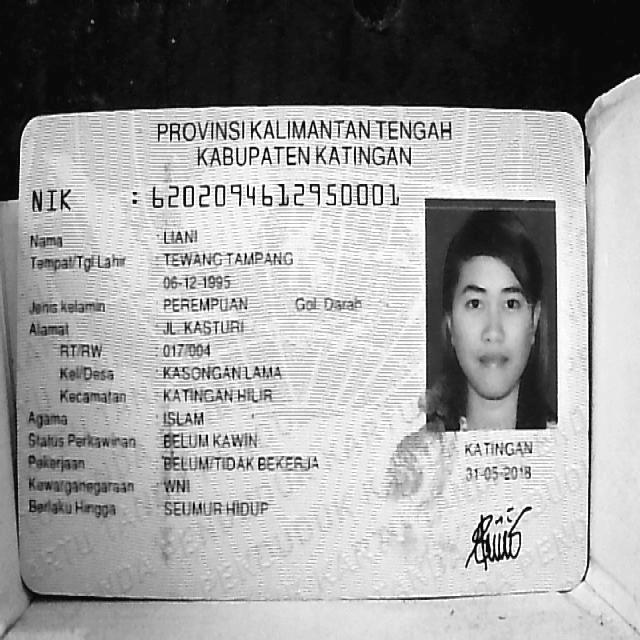 PROVINSI KALIMANTAN TENGAH
KABUPATEN KATINGAN
NIK : 6202094612950001
Nama : LIANI
Tempat/Tgl Lahir : TEWANG TAMPANG
06-12-1995
Jenis kelamin : PEREMPUAN Gol. Darah
Alamat : JL. KASTURI
RT/RW : 017/004
Kel/Desa : KASONGAN LAMA
Kecamatan : KATINGAN HILIR
Agama : ISLAM
Status Perkawinan : BELUM KAWIN
Pekerjaan : BELUM/TIDAK BEKERJA
Kewarganegaraan : WNI
Berlaku Hingga : SEUMUR HIDUP
KATINGAN
31-05-2018